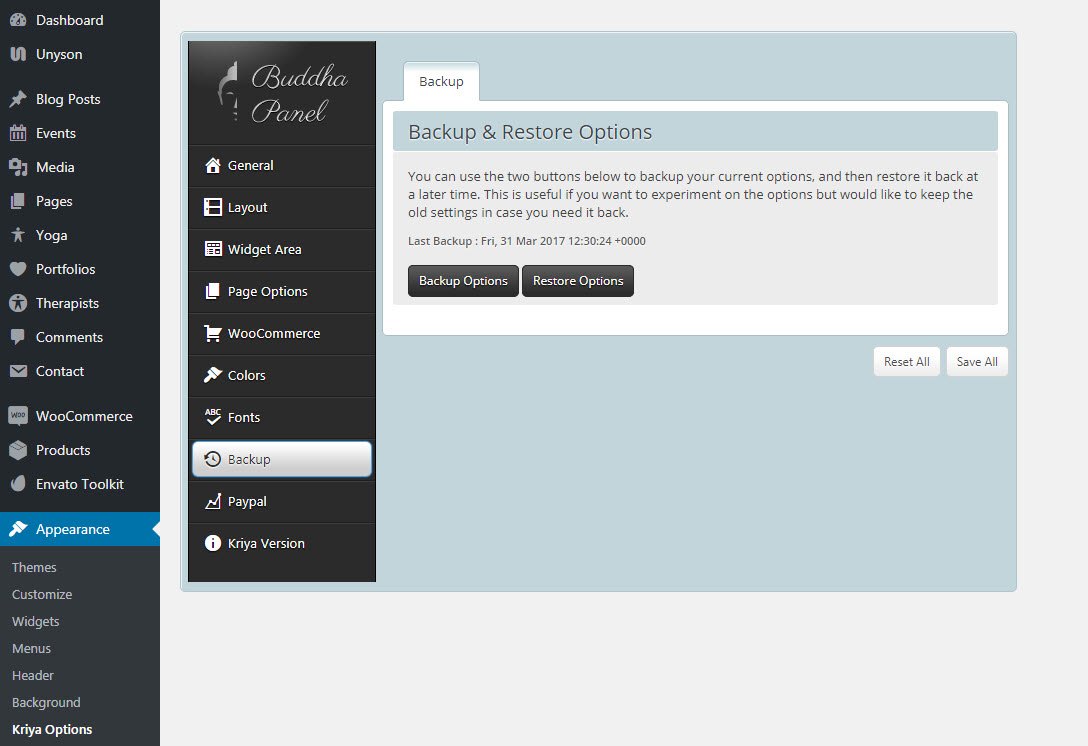 Dashboard
Unyson
Blog Posts
Events
Media
Pages
Yoga
Portfolios
Therapists
Comments
Contact
WOO
WooCommerce
Products
Envato Toolkit
Appearance
Themes
Customize
Widgets
Menus
Header
Background
Kriya Options
Buddha
Panel
General
Layout
Widget Area
Page Options
WooCommerce
Colors
ABC
Fonts
Backup
Paypal
Kriya Version
Backup
Backup & Restore Options
You can use the two buttons below to backup your current options, and then restore it back at
a later time. This is useful if you want to experiment on the options but would like to keep the
old settings in case you need it back.
Last Backup : Fri, 31 Mar 2017 12:30:24 +0000
Backup Options
Restore Options
Reset All
Save All